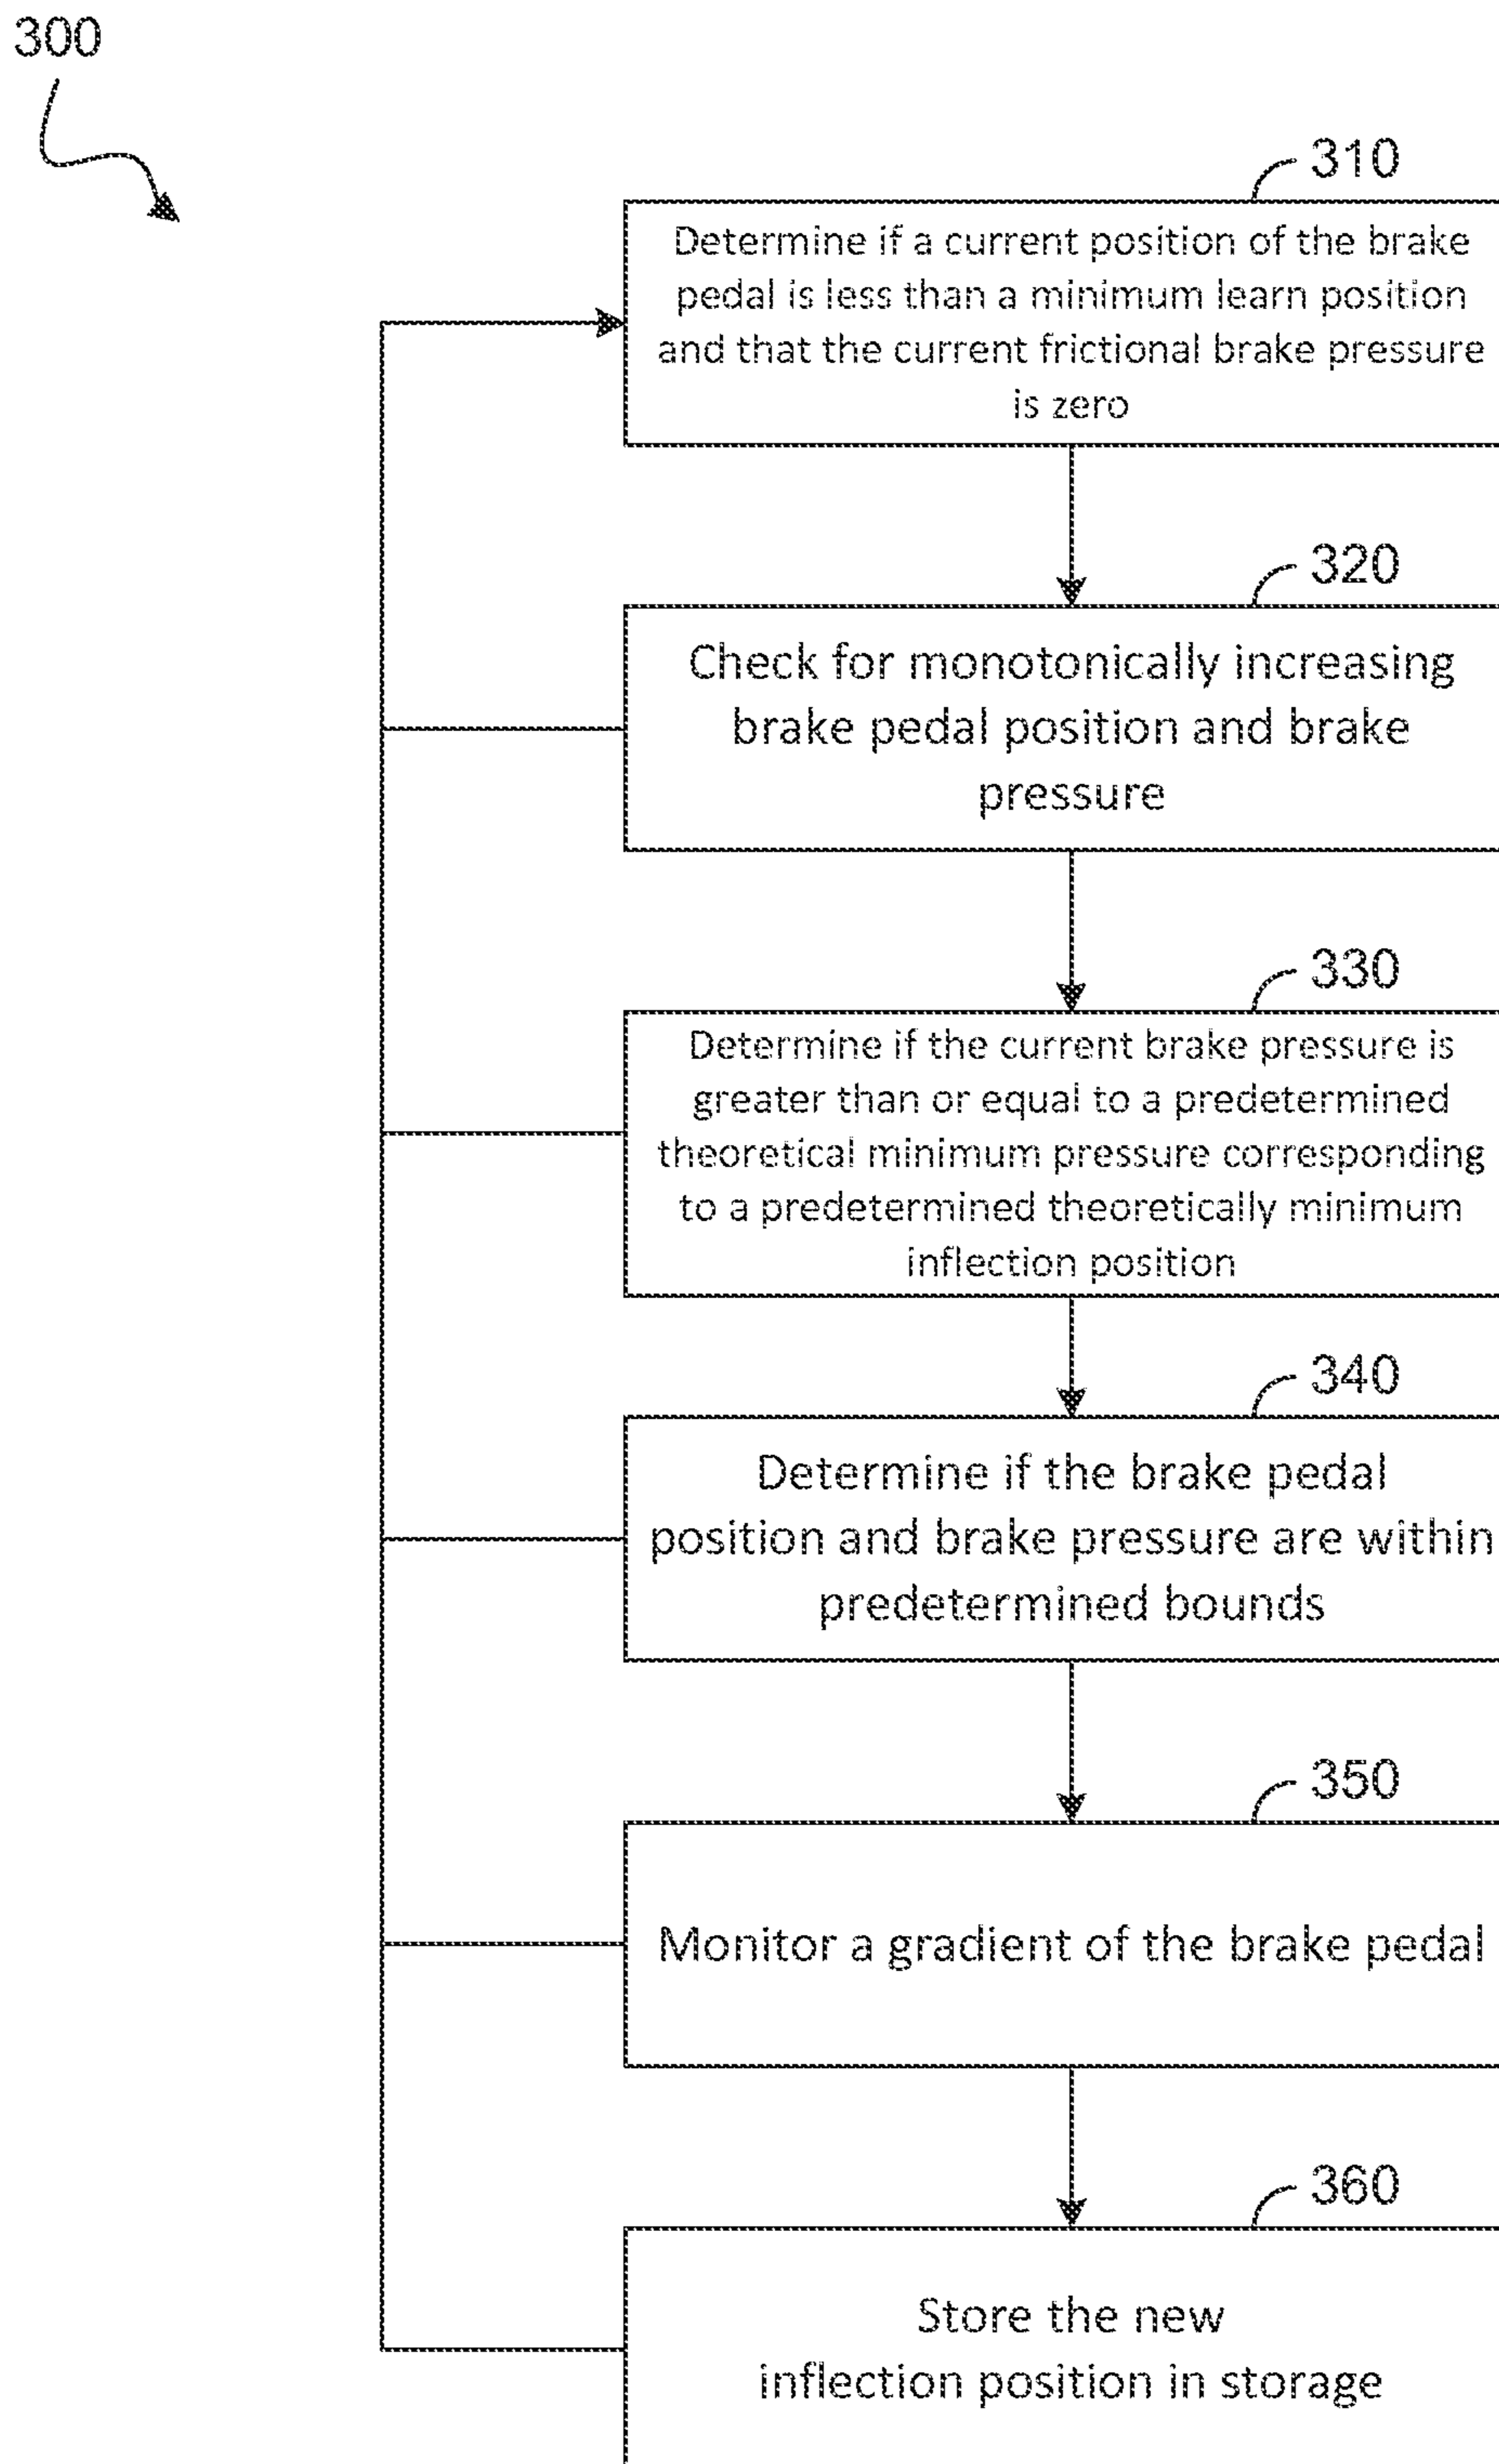 300
310
Determine if a current position of the brake
pedal is less than a minimum learn position
and that the current frictional brake pressure
is zero
320
Check for monotonically increasing
brake pedal position and brake
pressure
330
Determine if the current brake pressure is
greater than or equal to a predetermined
theoretical minimum pressure corresponding
to a predetermined theoretically minimum
inflection position
340
Determine if the brake pedal
position and brake pressure are within
predetermined bounds
350
Monitor a gradient of the brake pedal
360
Store the new
inflection position in storage